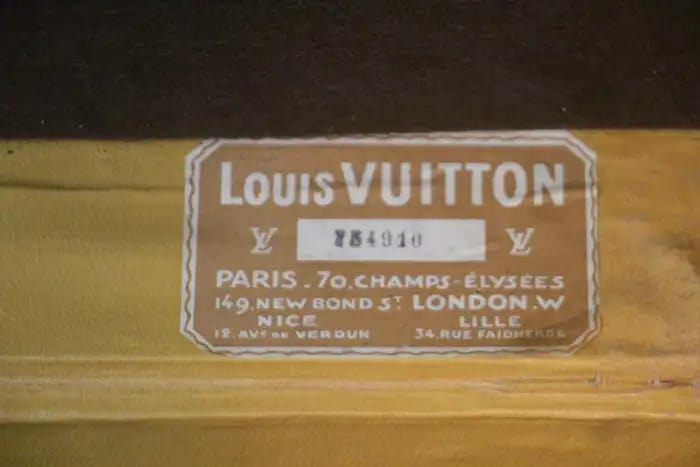 Louis VUITTON
LV 4910 LV
PARIS. 70, CHAMPS-ÉLYSÉES
149, NEW BOND ST LONDON. W
NICE LILLE
12. AVE DE VERDUN 34, RUE FAIDHERBE